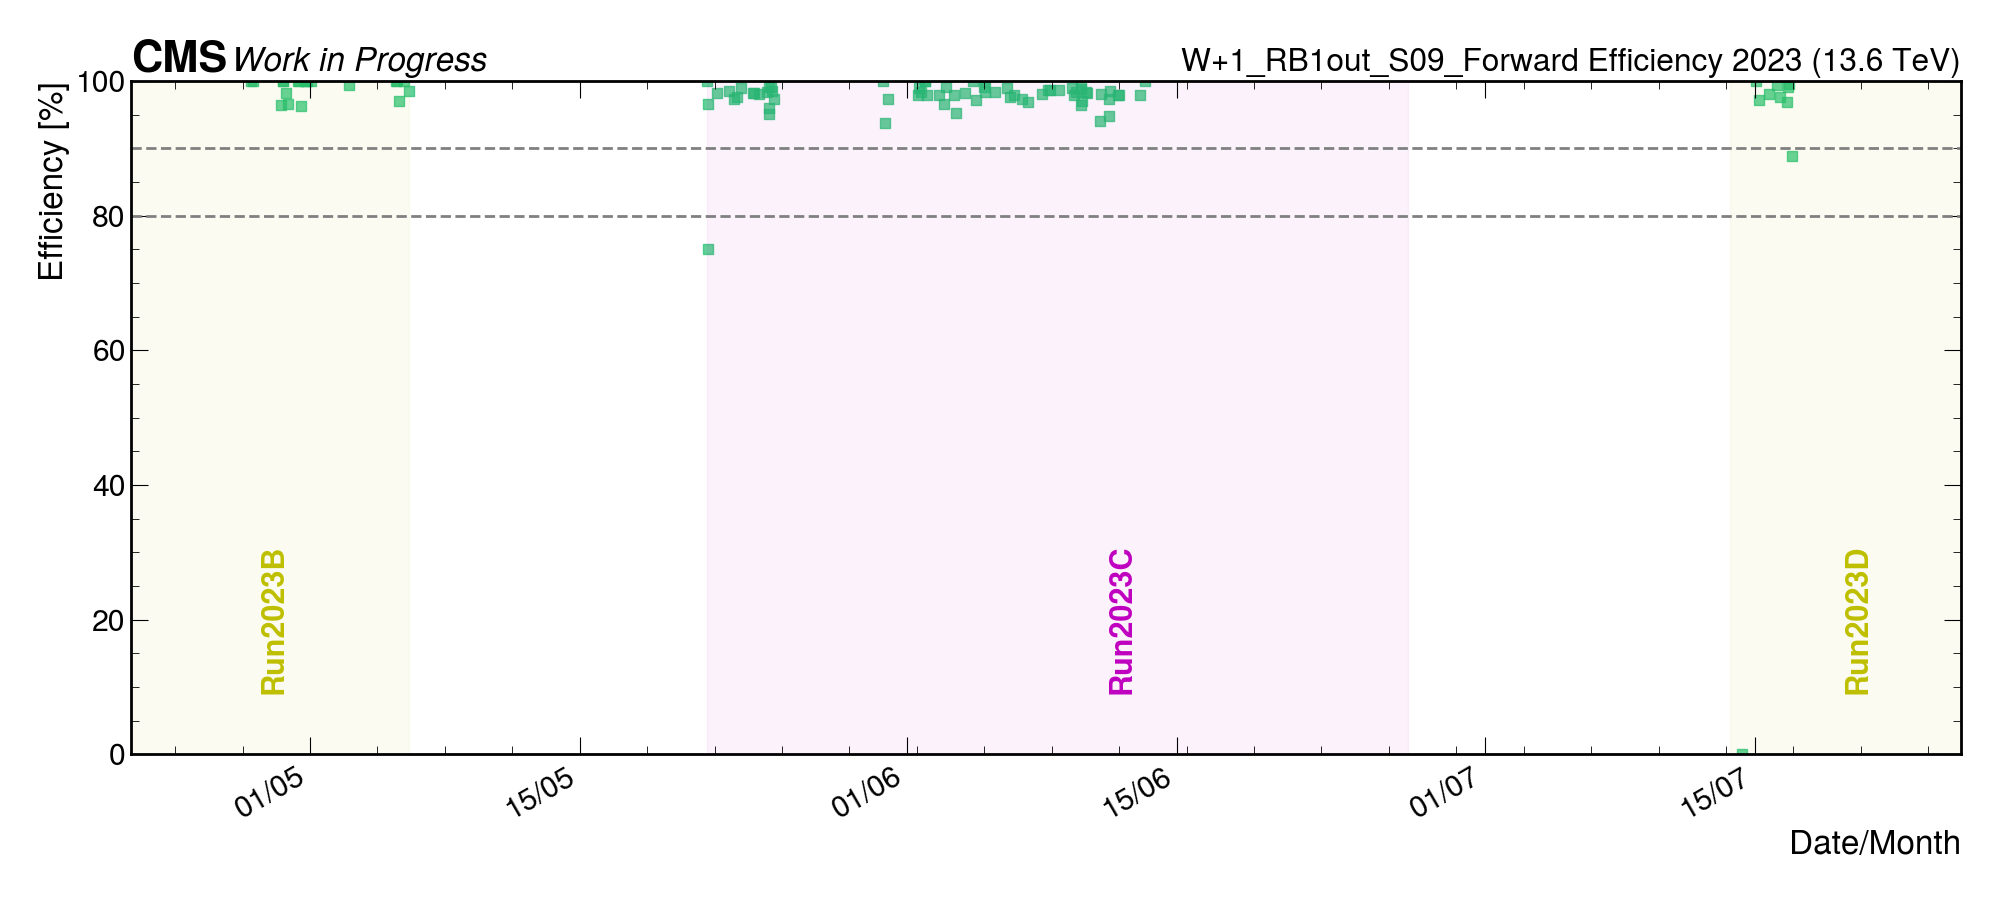 CMS Work in Progress
W+1_RB1out_S09_Forward Efficiency 2023 (13.6 TeV)
Efficiency [%]
100
80
60
40
20
0
Run2023B
Run2023C
Run2023D
01/05
15/05
01/06
15/06
01/07
15/07
Date/Month